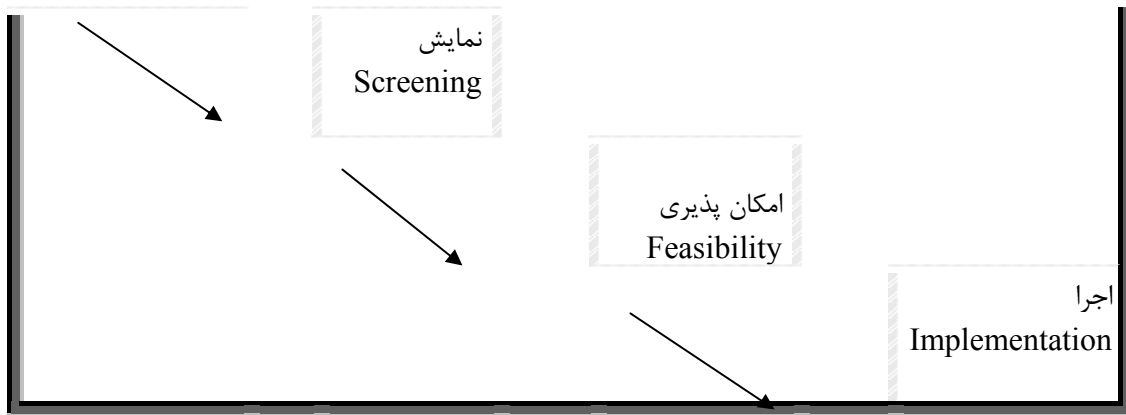 نمایش
Screening
امکان پذیری
Feasibility
اجرا
Implementation